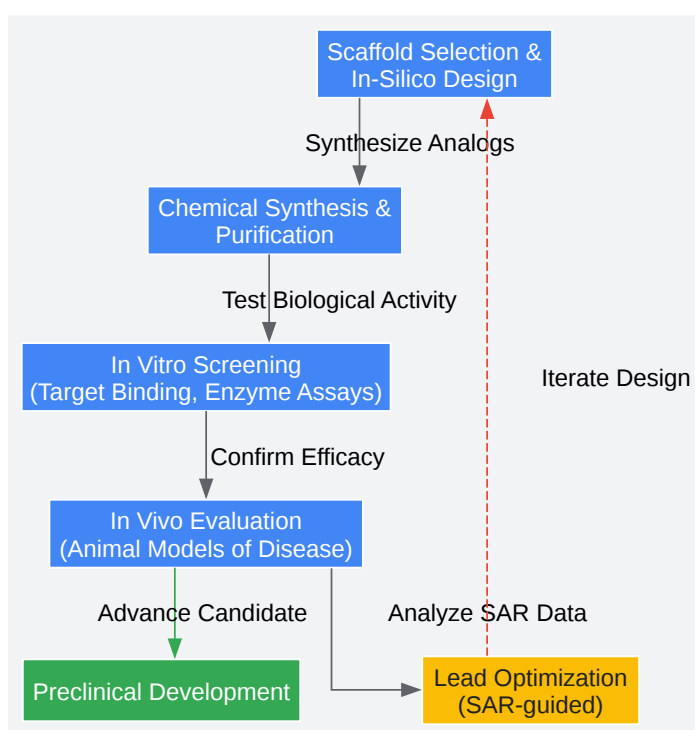 Scaffold Selection &
In-Silico Design
Synthesize Analogs
Chemical Synthesis &
Purification
Test Biological Activity
In Vitro Screening
(Target Binding, Enzyme Assays)
Iterate Design
Confirm Efficacy
In Vivo Evaluation
(Animal Models of Disease)
Advance Candidate
Analyze SAR Data
Preclinical Development
Lead Optimization
(SAR-guided)